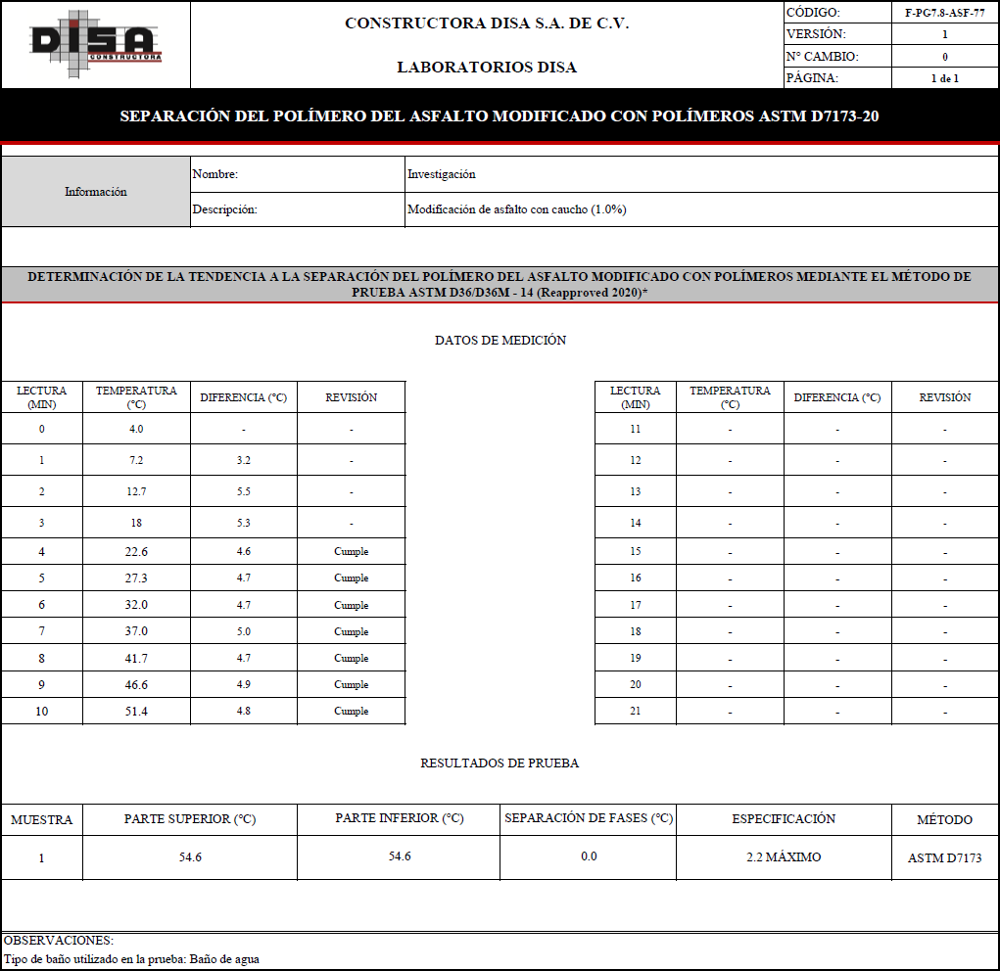 DISA
CONSTRUCTORA
CONSTRUCTORA DISA S.A. DE C.V.
LABORATORIOS DISA
CÓDIGO: F-PG7.8-ASF-77
VERSIÓN: 1
N° CAMBIO: 0
PÁGINA: 1 de 1
SEPARACIÓN DEL POLÍMERO DEL ASFALTO MODIFICADO CON POLÍMEROS ASTM D7173-20
Información
Nombre: Investigación
Descripción: Modificación de asfalto con caucho (1.0%)
DETERMINACIÓN DE LA TENDENCIA A LA SEPARACIÓN DEL POLÍMERO DEL ASFALTO MODIFICADO CON POLÍMEROS MEDIANTE EL MÉTODO DE
PRUEBA ASTM D36/D36M - 14 (Reapproved 2020)*
DATOS DE MEDICIÓN
LECTURA (MIN) TEMPERATURA (°C) DIFERENCIA (°C) REVISIÓN
0 4.0 - -
1 7.2 3.2 -
2 12.7 5.5 -
3 18 5.3 -
4 22.6 4.6 Cumple
5 27.3 4.7 Cumple
6 32.0 4.7 Cumple
7 37.0 5.0 Cumple
8 41.7 4.7 Cumple
9 46.6 4.9 Cumple
10 51.4 4.8 Cumple
LECTURA (MIN) TEMPERATURA (°C) DIFERENCIA (°C) REVISIÓN
11 - - -
12 - - -
13 - - -
14 - - -
15 - - -
16 - - -
17 - - -
18 - - -
19 - - -
20 - - -
21 - - -
RESULTADOS DE PRUEBA
MUESTRA PARTE SUPERIOR (°C) PARTE INFERIOR (°C) SEPARACIÓN DE FASES (°C) ESPECIFICACIÓN MÉTODO
1 54.6 54.6 0.0 2.2 MÁXIMO ASTM D7173
OBSERVACIONES:
Tipo de baño utilizado en la prueba: Baño de agua